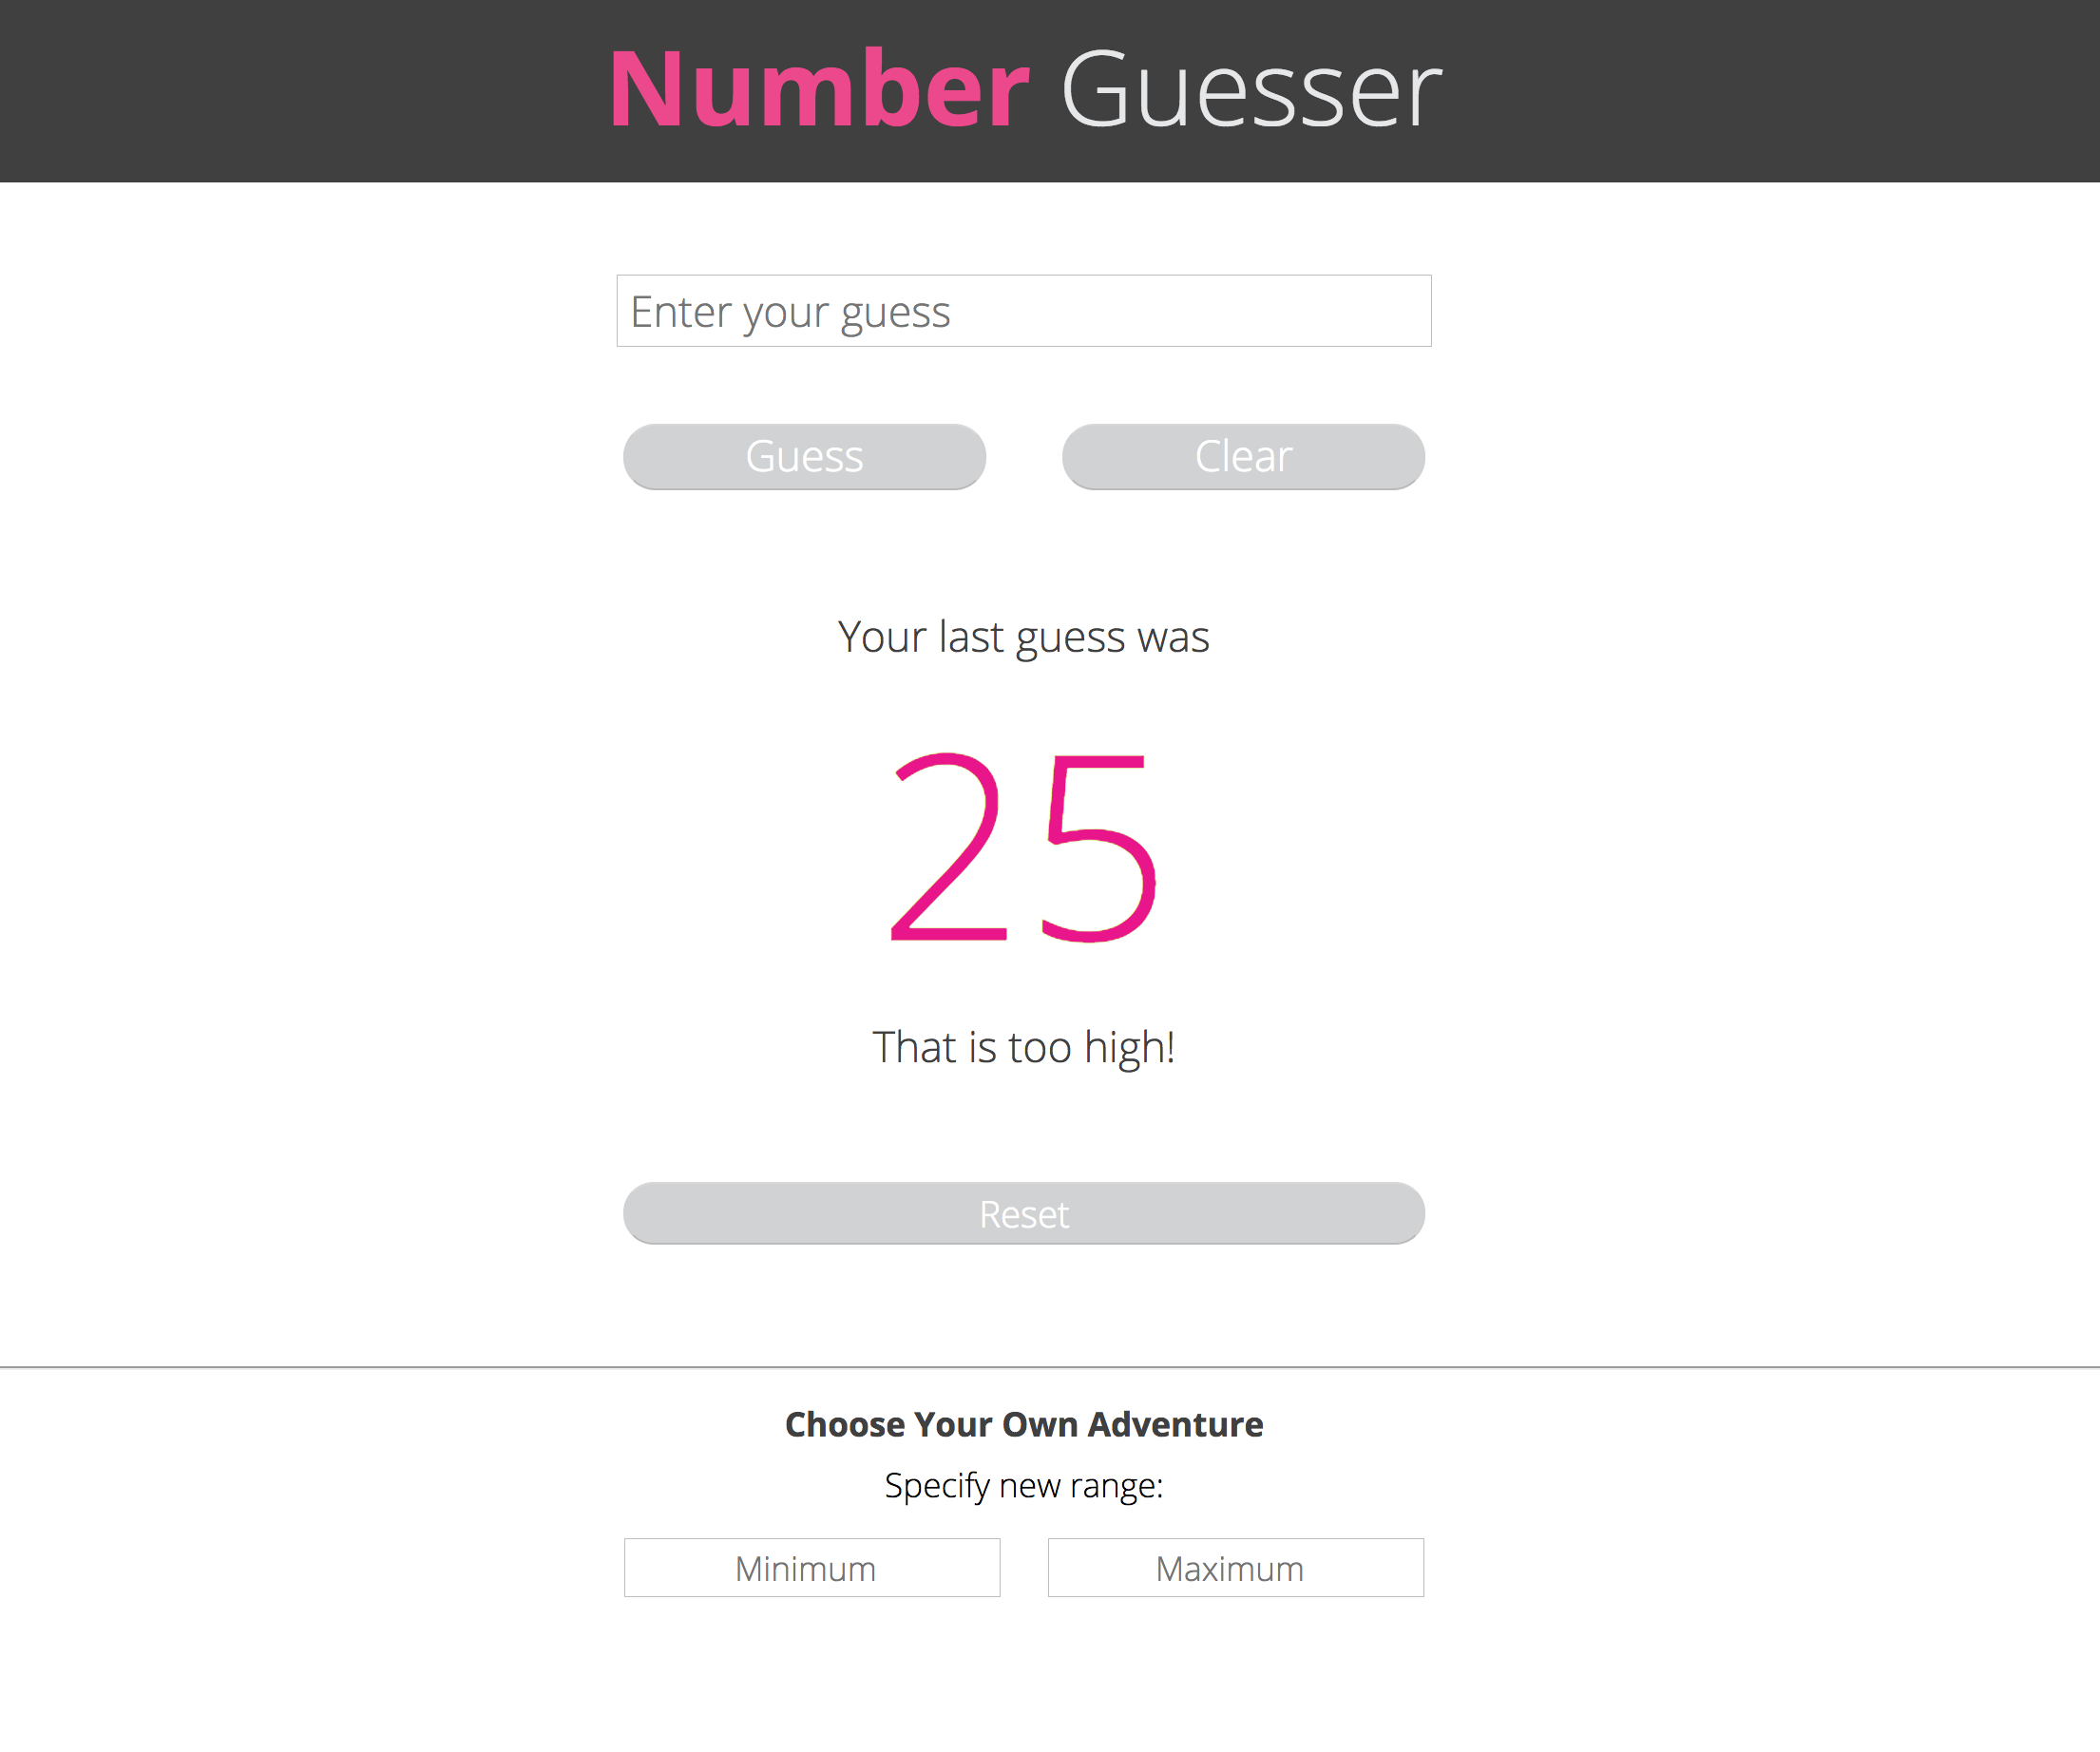 Number Guesser
Enter your guess
Guess Clear
Your last guess was
25
That is too high!
Reset
Choose Your Own Adventure
Specify new range:
Minimum Maximum